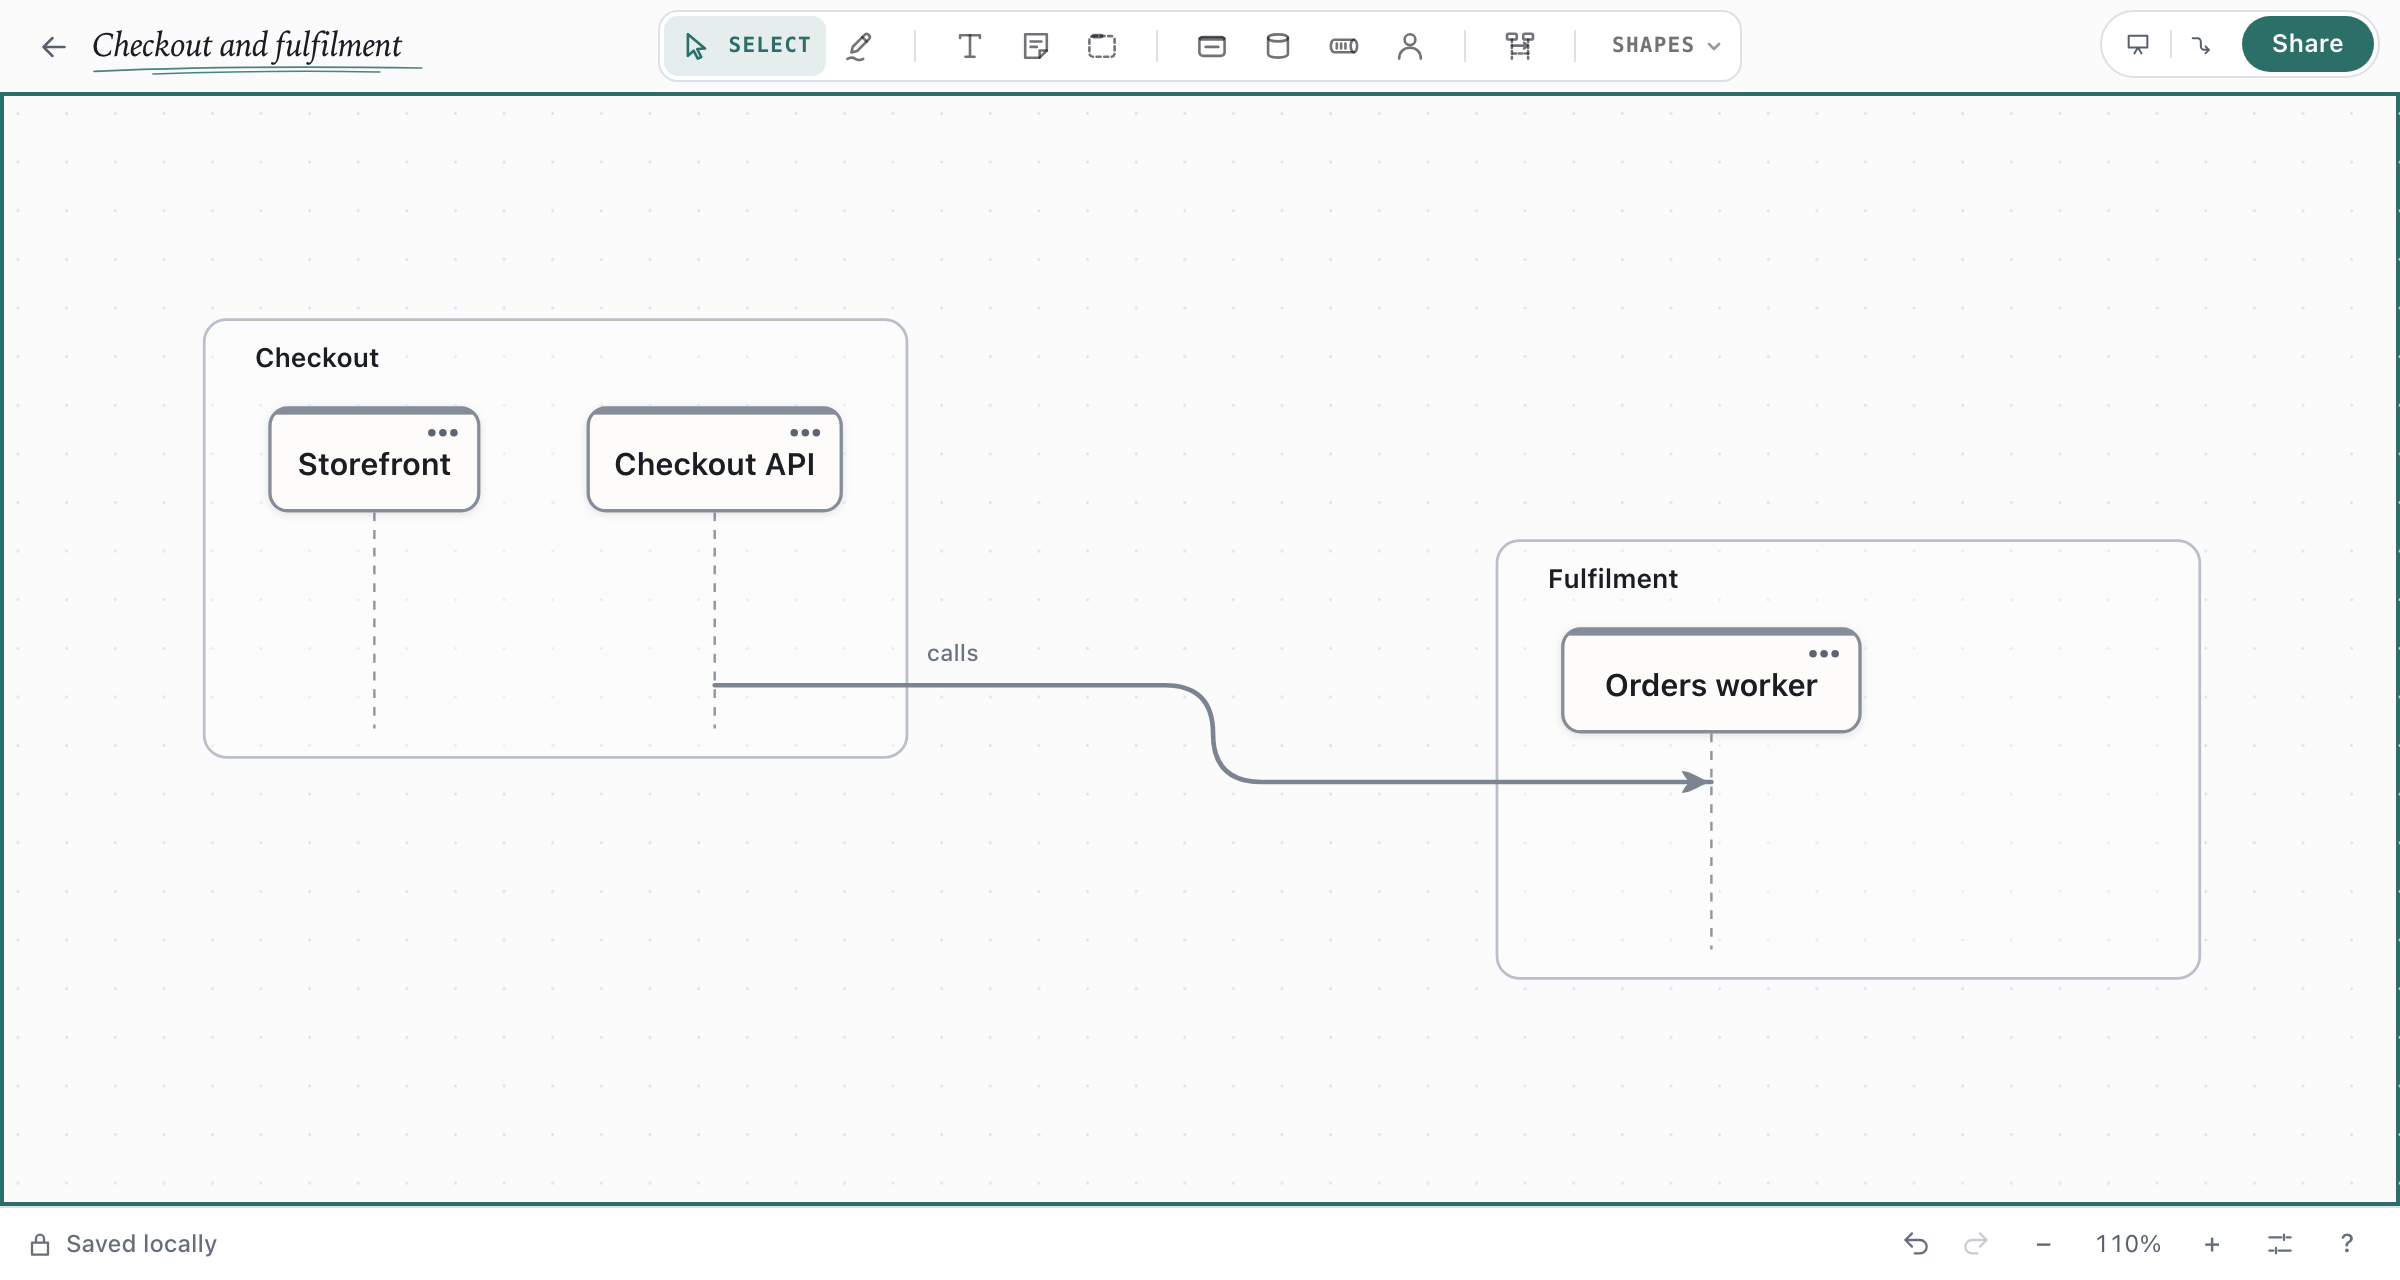 Checkout and fulfilment
SELECT
SHAPES
Share
Checkout
Storefront
Checkout API
calls
Fulfilment
Orders worker
Saved locally
110%
?